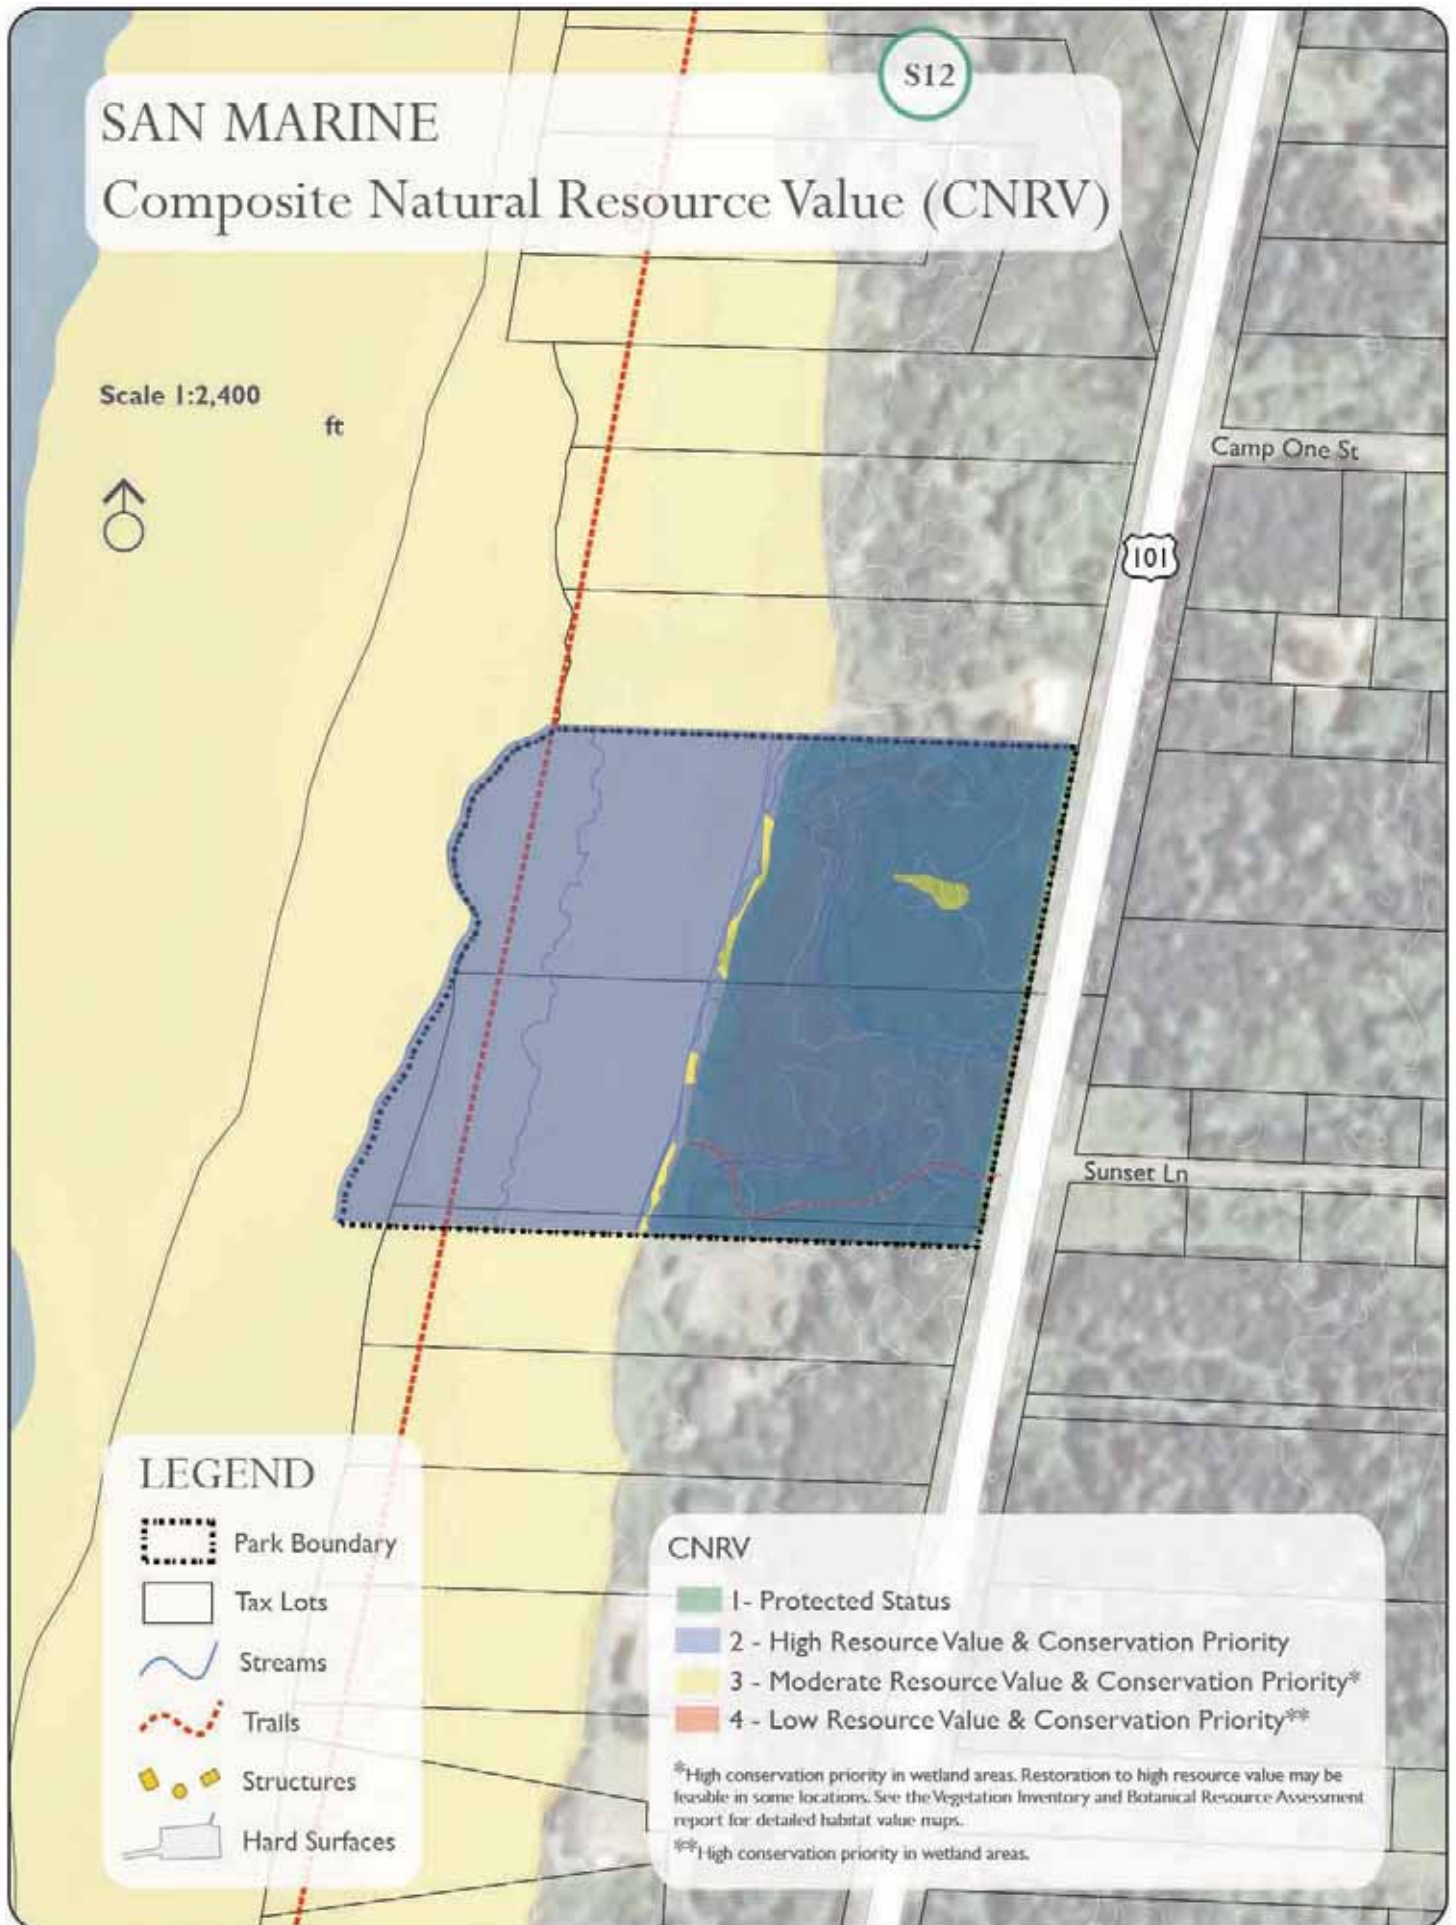 S12
SAN MARINE
Composite Natural Resource Value (CNRV)
Scale 1:2,400
ft
Camp One St
101
Sunset Ln
LEGEND
Park Boundary
Tax Lots
Streams
Trails
Structures
Hard Surfaces
CNRV
1- Protected Status
2 - High Resource Value & Conservation Priority
3 - Moderate Resource Value & Conservation Priority*
4 - Low Resource Value & Conservation Priority**
*High conservation priority in wetland areas. Restoration to high resource value may be
feasible in some locations. See the Vegetation Inventory and Botanical Resource Assessment
report for detailed habitat value maps.
**High conservation priority in wetland areas.